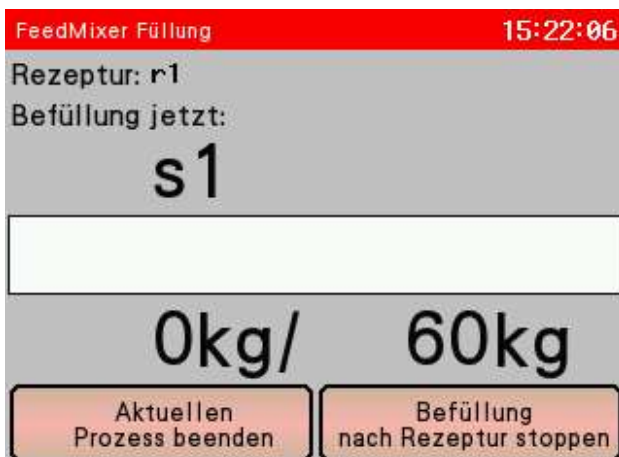 FeedMixer Füllung 15:22:06
Rezeptur: r1
Befüllung jetzt:
s1
0kg/ 60kg
Aktuellen
Prozess beenden
Befüllung
nach Rezeptur stoppen